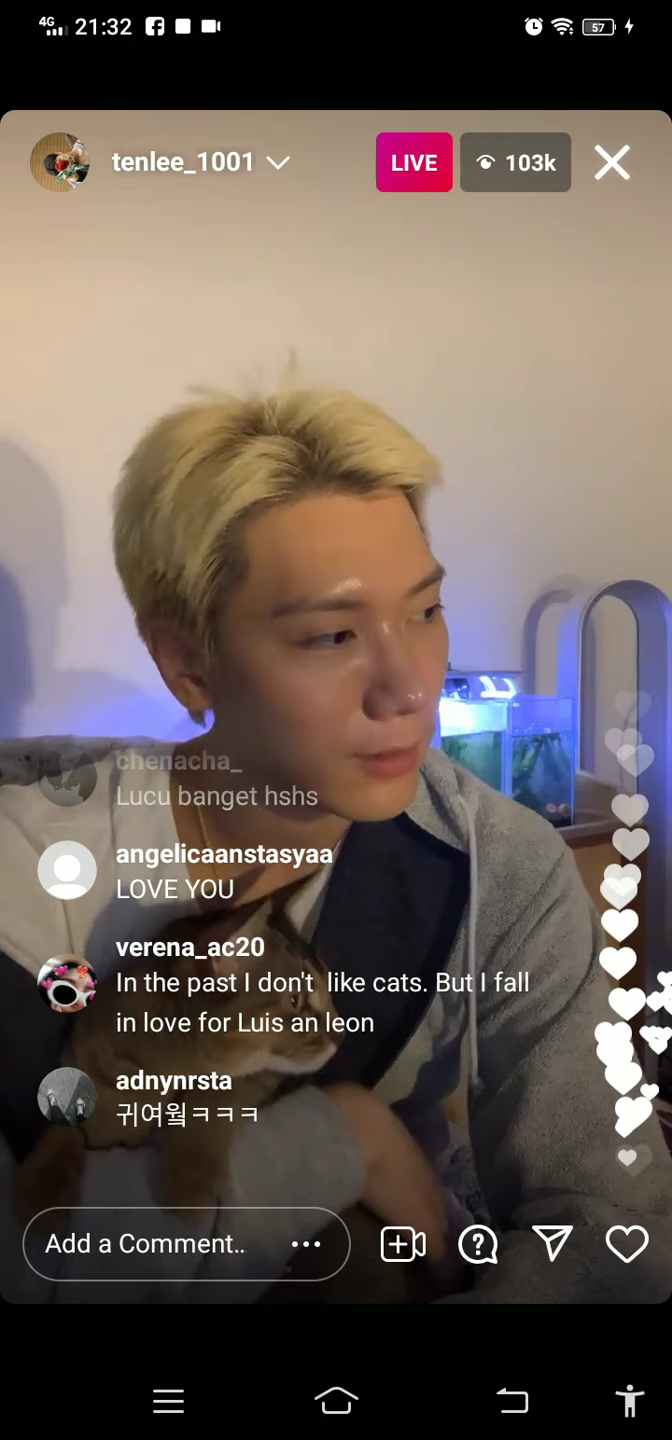 4G 21:32 57
tenlee_1001 LIVE 103k
chenacha_
Lucu banget hshs
angelicaanstasyaa
LOVE YOU
verena_ac20
In the past I don't like cats. But I fall
in love for Luis an leon
adnynrsta
귀여웤ㅋㅋㅋ
Add a Comment..